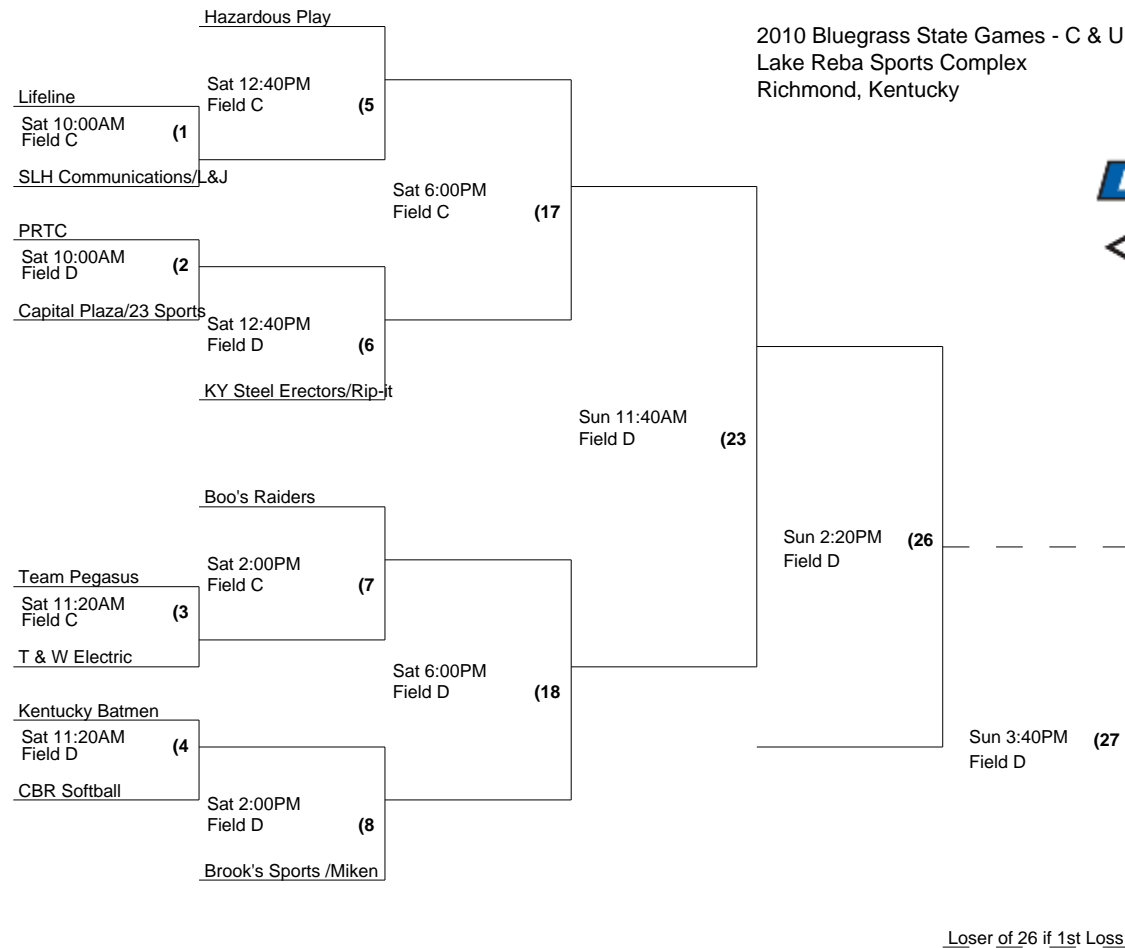 Hazardous Play
2010 Bluegrass State Games - C & U
Lake Reba Sports Complex
Richmond, Kentucky
Sat 12:40PM
Field C (5
Lifeline
Sat 10:00AM
Field C (1
SLH Communications/L&J
Sat 6:00PM
Field C (17
PRTC
Sat 10:00AM
Field D (2
Capital Plaza/23 Sports
Sat 12:40PM
Field D (6
KY Steel Erectors/Rip-it
Sun 11:40AM
Field D (23
Boo's Raiders
Sun 2:20PM (26
Field D
Sat 2:00PM
Field C (7
Team Pegasus
Sat 11:20AM
Field C (3
T & W Electric
Sat 6:00PM
Field D (18
Kentucky Batmen
Sat 11:20AM
Field D (4
Sun 3:40PM (27
Field D
CBR Softball
Sat 2:00PM
Field D (8
Brook's Sports /Miken
Loser of 26 if 1st Loss